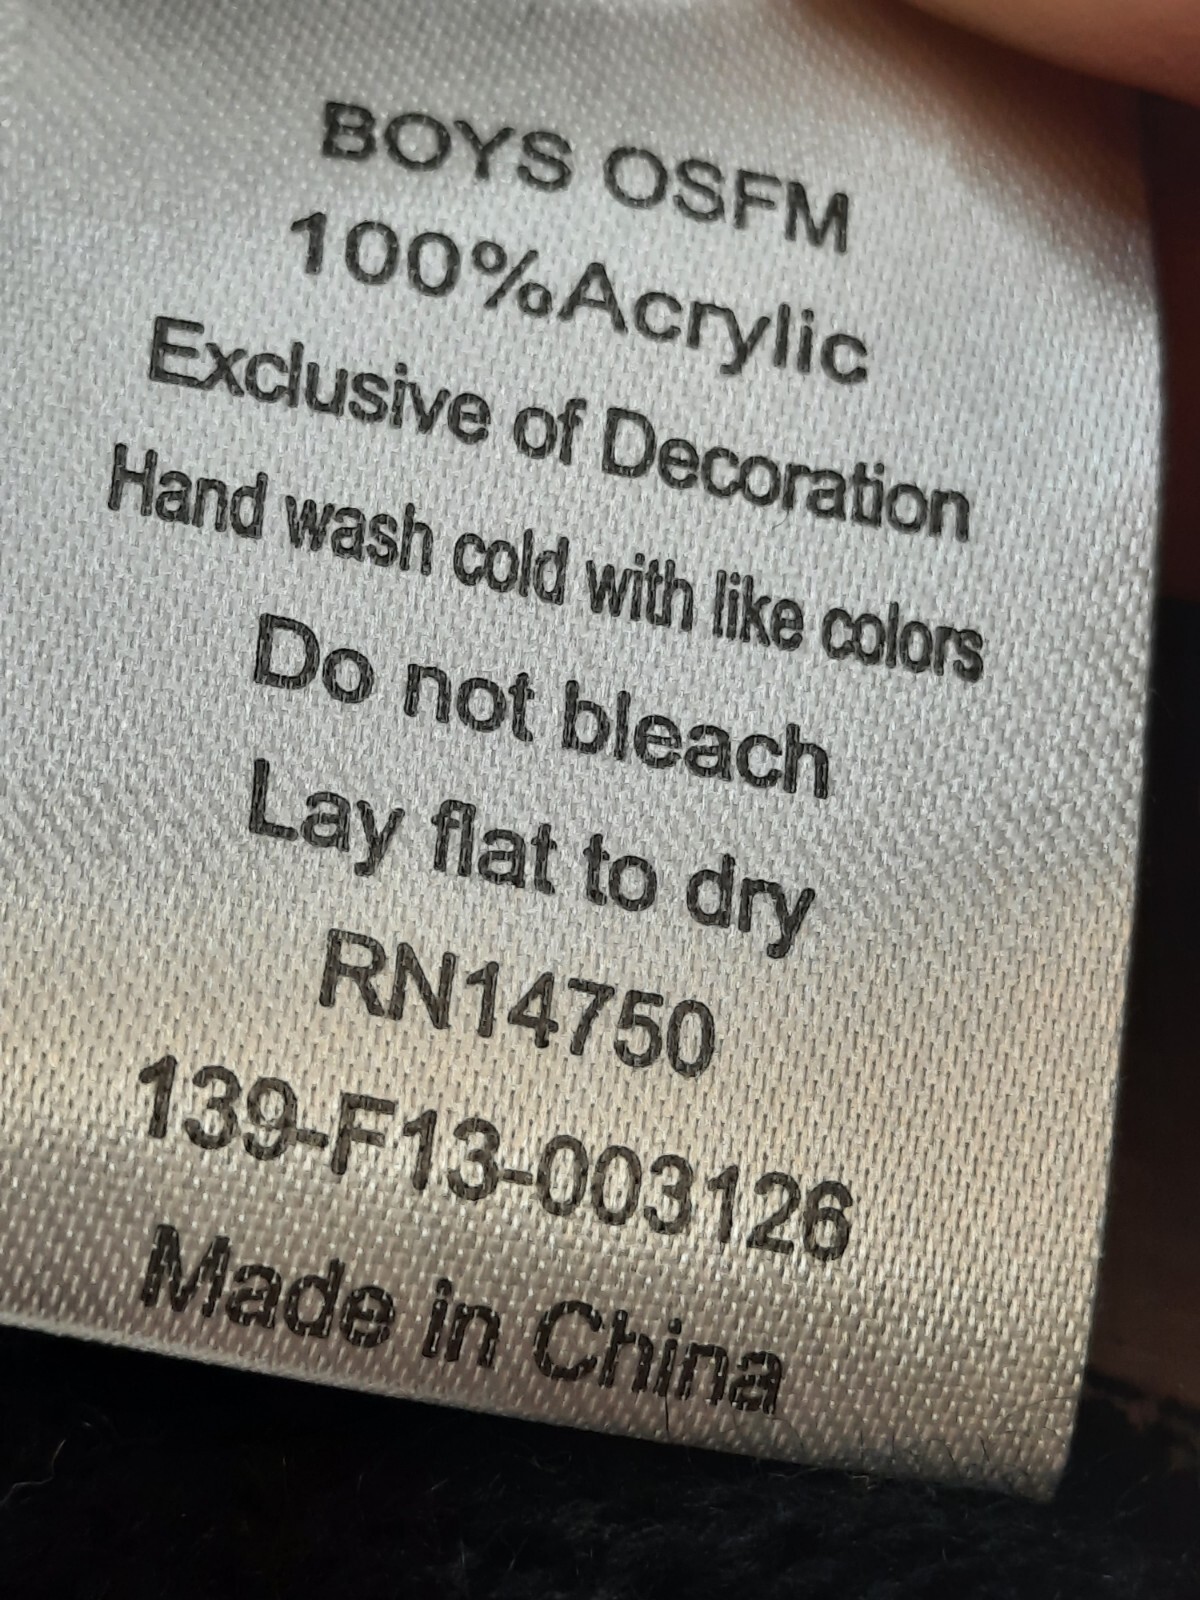 BOYS OSFM
100%Acrylic
Exclusive of Decoration
Hand wash cold with like colors
Do not bleach
Lay flat to dry
RN14750
139-F13-003126
Made in China